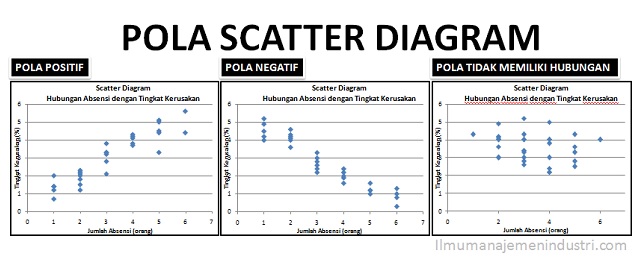 POLA SCATTER DIAGRAM
POLA POSITIF
Scatter Diagram
Hubungan Absensi dengan Tingkat Kerusakan
Tingkat Kerusakan (%)
6
5
4
3
2
1
0
0 1 2 3 4 5 6 7
Jumlah Absensi (orang)
POLA NEGATIF
Scatter Diagram
Hubungan Absensi dengan Tingkat Kerusakan
Tingkat Kerusakan (%)
6
5
4
3
2
1
0
0 1 2 3 4 5 6 7
Jumlah Absensi (orang)
POLA TIDAK MEMILIKI HUBUNGAN
Scatter Diagram
Hubungan Absensi dengan Tingkat Kerusakan
Tingkat Kerusakan (%)
6
5
4
3
2
1
0
0 1 2 3 4 5 6 7
Jumlah Absensi (orang)
Ilmumanajemenindustri.com